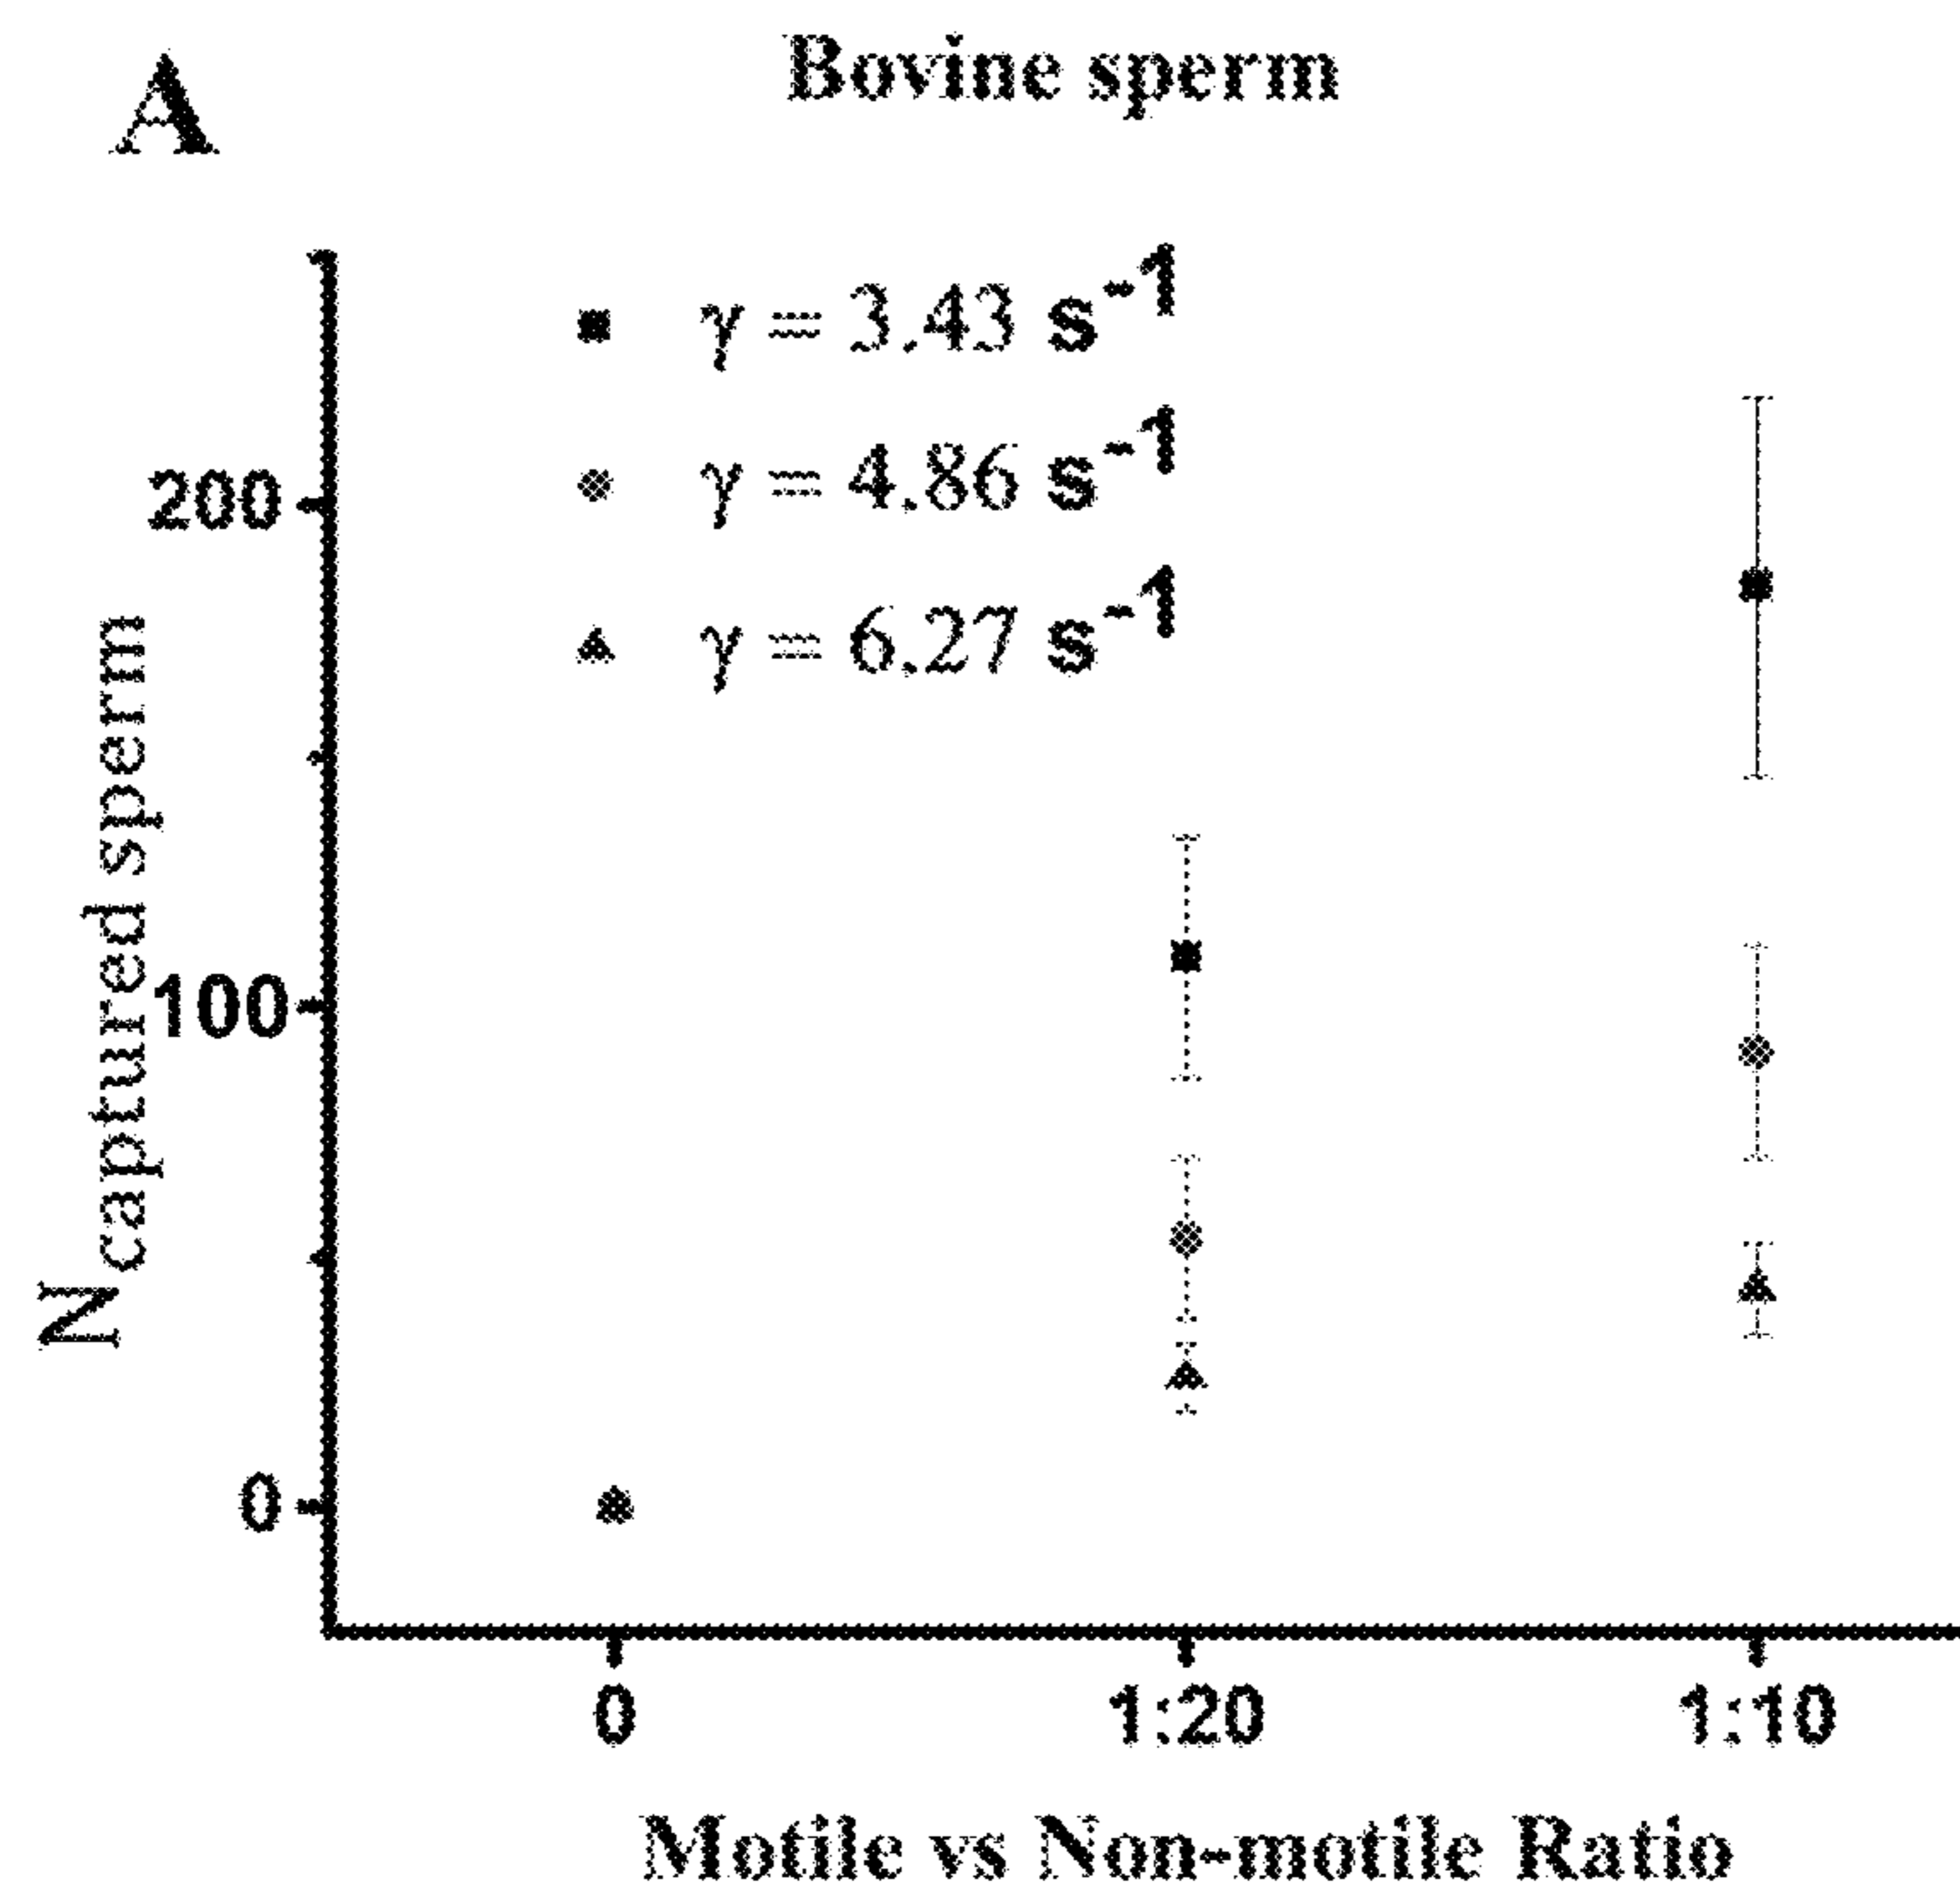 A
Bovine sperm
γ = 3.43 s⁻¹
γ = 4.86 s⁻¹
γ = 6.27 s⁻¹
200
100
0
N captured sperm
0 1:20 1:10
Motile vs Non-motile Ratio